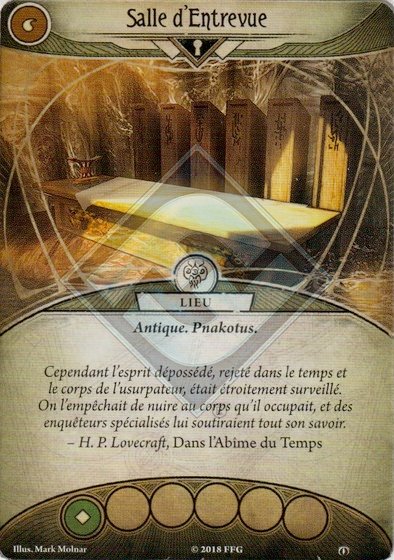 Salle d'Entrevue
LIEU
Antique. Pnakotus.
Cependant l'esprit dépossédé, rejeté dans le temps et
le corps de l'usurpateur, était étroitement surveillé.
On l'empêchait de nuire au corps qu'il occupait, et des
enquêteurs spécialisés lui soutiraient tout son savoir.
– H. P. Lovecraft, Dans l'Abîme du Temps
Illus. Mark Molnar
© 2018 FFG